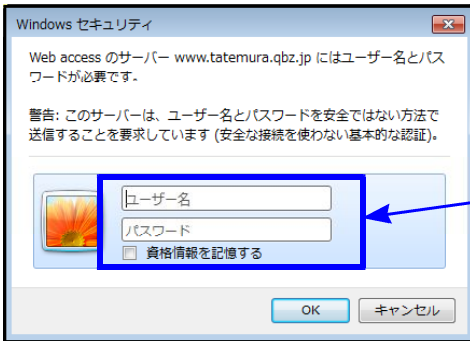 Windows セキュリティ
Web access のサーバー www.tatemura.qbz.jp にはユーザー名とパス
ワードが必要です。
警告: このサーバーは、ユーザー名とパスワードを安全ではない方法で
送信することを要求しています (安全な接続を使わない基本的な認証)。
ユーザー名
パスワード
資格情報を記憶する
OK
キャンセル